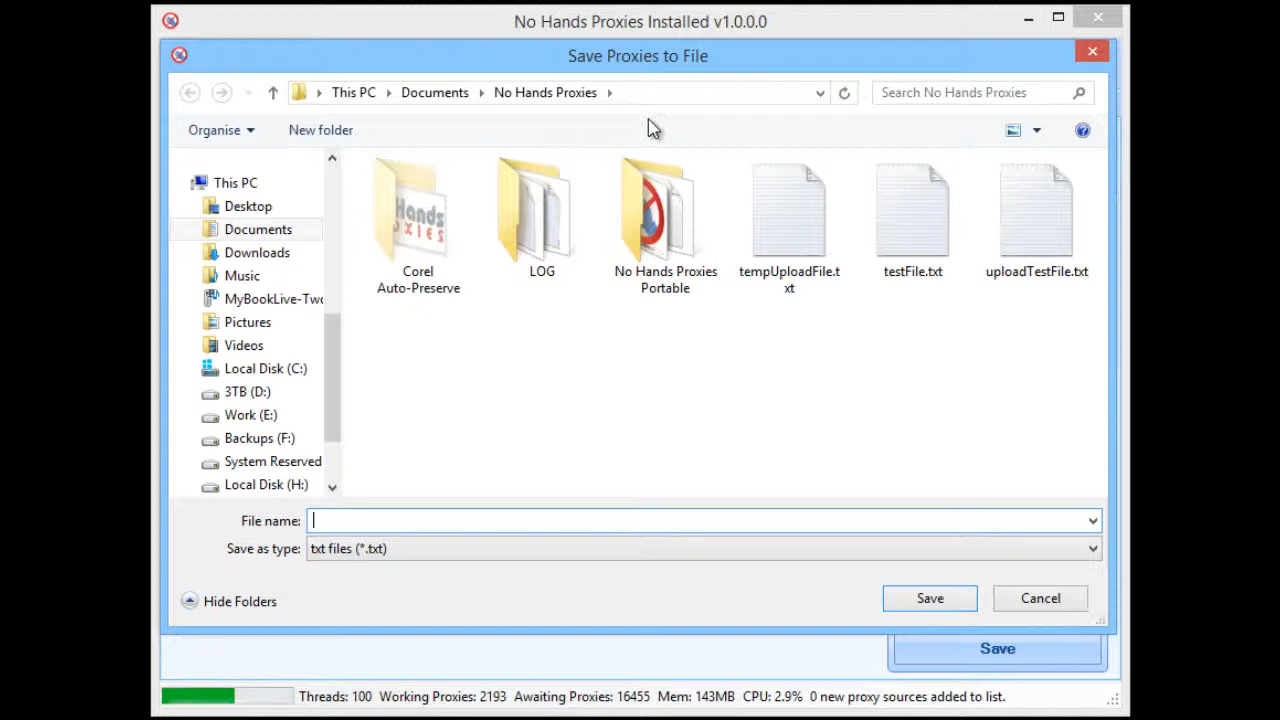 No Hands Proxies Installed v1.0.0.0
Save Proxies to File
This PC Documents No Hands Proxies
Search No Hands Proxies
Organise New folder
This PC
Desktop
Documents
Downloads
Music
MyBookLive-Two
Pictures
Videos
Local Disk (C:)
3TB (D:)
Work (E:)
Backups (F:)
System Reserved
Local Disk (H:)
Hands
OXIES
Corel
Auto-Preserve
LOG
No Hands Proxies
Portable
tempUploadFile.t
xt
testFile.txt
uploadTestFile.txt
File name:
Save as type: txt files (*.txt)
Hide Folders
Save
Cancel
Save
Threads: 100 Working Proxies: 2193 Awaiting Proxies: 16455 Mem: 143MB CPU: 2.9% 0 new proxy sources added to list.